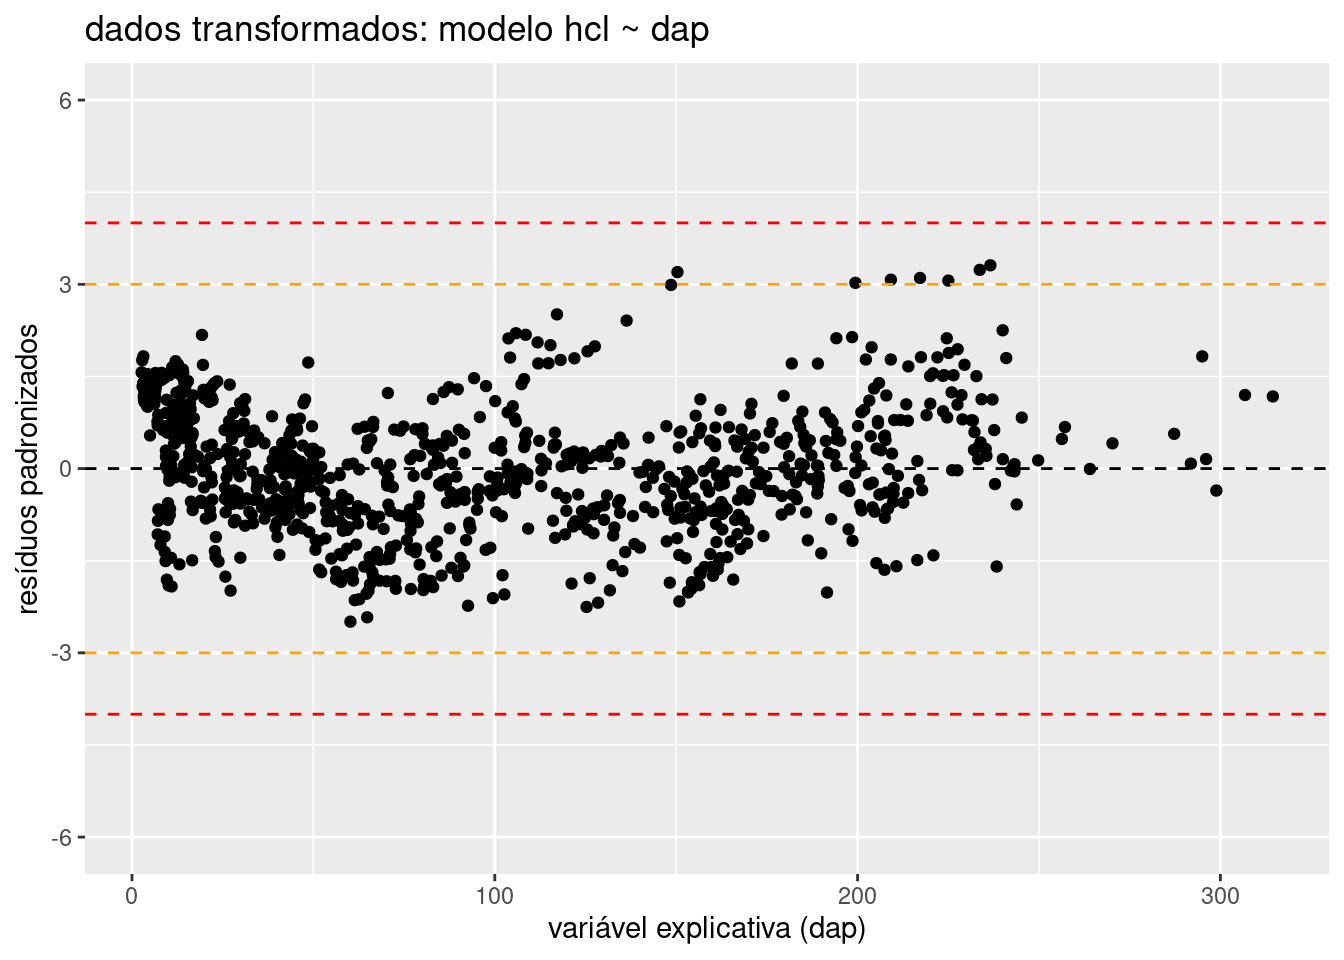 dados transformados: modelo hcl ~ dap
resíduos padronizados
6
3
0
-3
-6
0 100 200 300
variável explicativa (dap)